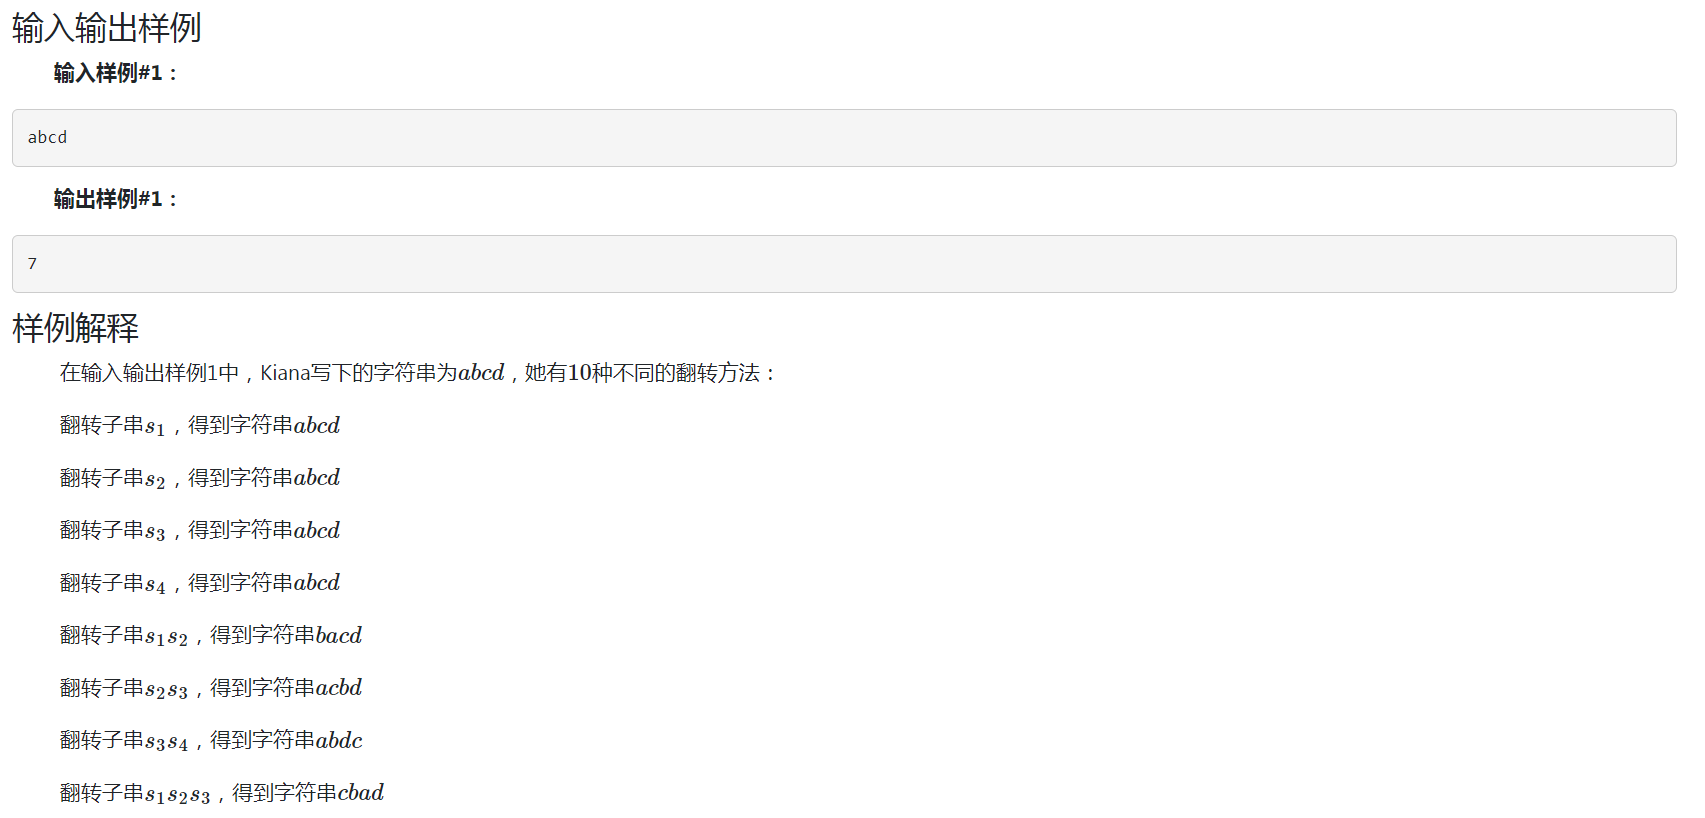 输入输出样例
输入样例#1：
abcd
输出样例#1：
7
样例解释
在输入输出样例1中，Kiana写下的字符串为abcd，她有10种不同的翻转方法：
翻转子串s₁，得到字符串abcd
翻转子串s₂，得到字符串abcd
翻转子串s₃，得到字符串abcd
翻转子串s₄，得到字符串abcd
翻转子串s₁s₂，得到字符串bacd
翻转子串s₂s₃，得到字符串acbd
翻转子串s₃s₄，得到字符串abdc
翻转子串s₁s₂s₃，得到字符串cbad